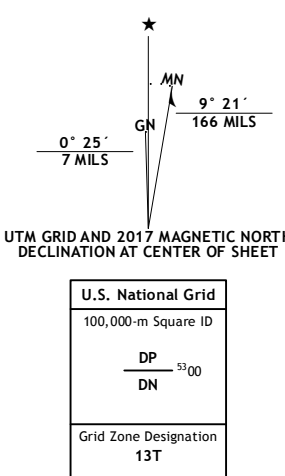 MN
GN
9° 21´
166 MILS
0° 25´
7 MILS
UTM GRID AND 2017 MAGNETIC NORTH
DECLINATION AT CENTER OF SHEET
U.S. National Grid
100,000-m Square ID
DP
5300
DN
Grid Zone Designation
13T